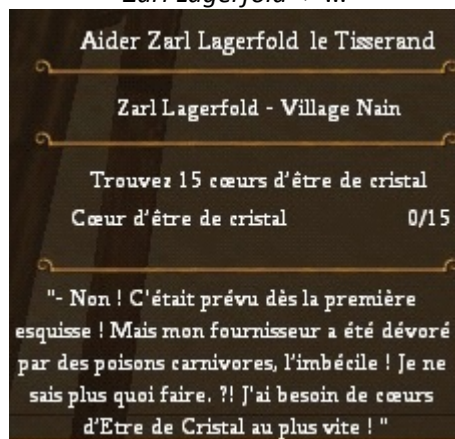 Aider Zarl Lagerfold le Tisserand
Zarl Lagerfold - Village Nain
Trouvez 15 cœurs d'être de cristal
Cœur d'être de cristal 0/15
"- Non ! C'était prévu dès la première
esquisse ! Mais mon fournisseur a été dévoré
par des poisons carnivores, l'imbécile ! Je ne
sais plus quoi faire. ?! J'ai besoin de cœurs
d'Etre de Cristal au plus vite ! "